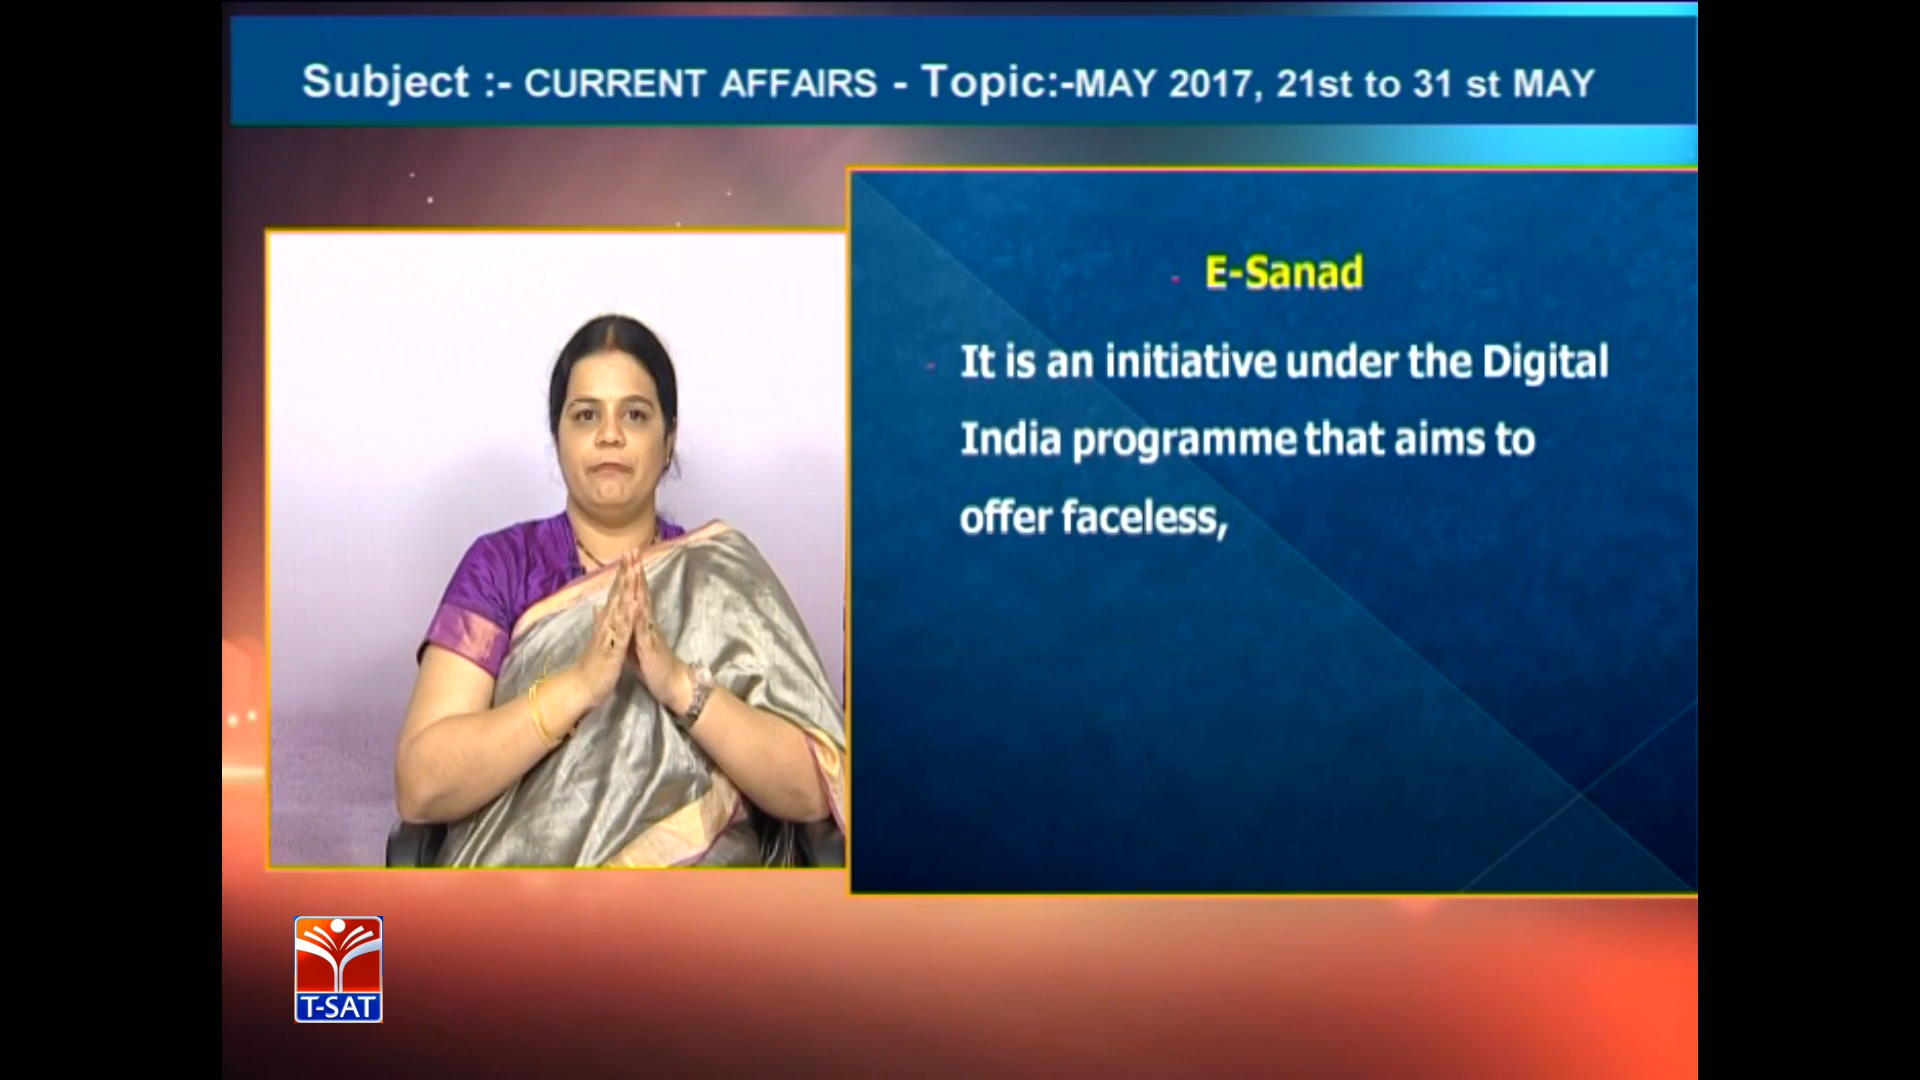 Subject :- CURRENT AFFAIRS - Topic:-MAY 2017, 21st to 31 st MAY
- E-Sanad
- It is an initiative under the Digital
India programme that aims to
offer faceless,
T-SAT